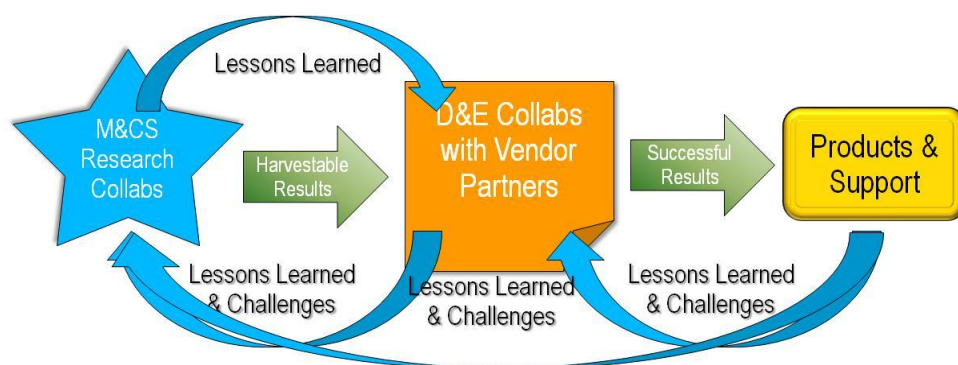 Lessons Learned
M&CS
Research
Collabs
Harvestable
Results
D&E Collabs
with Vendor
Partners
Successful
Results
Products &
Support
Lessons Learned
& Challenges
Lessons Learned
& Challenges
Lessons Learned
& Challenges